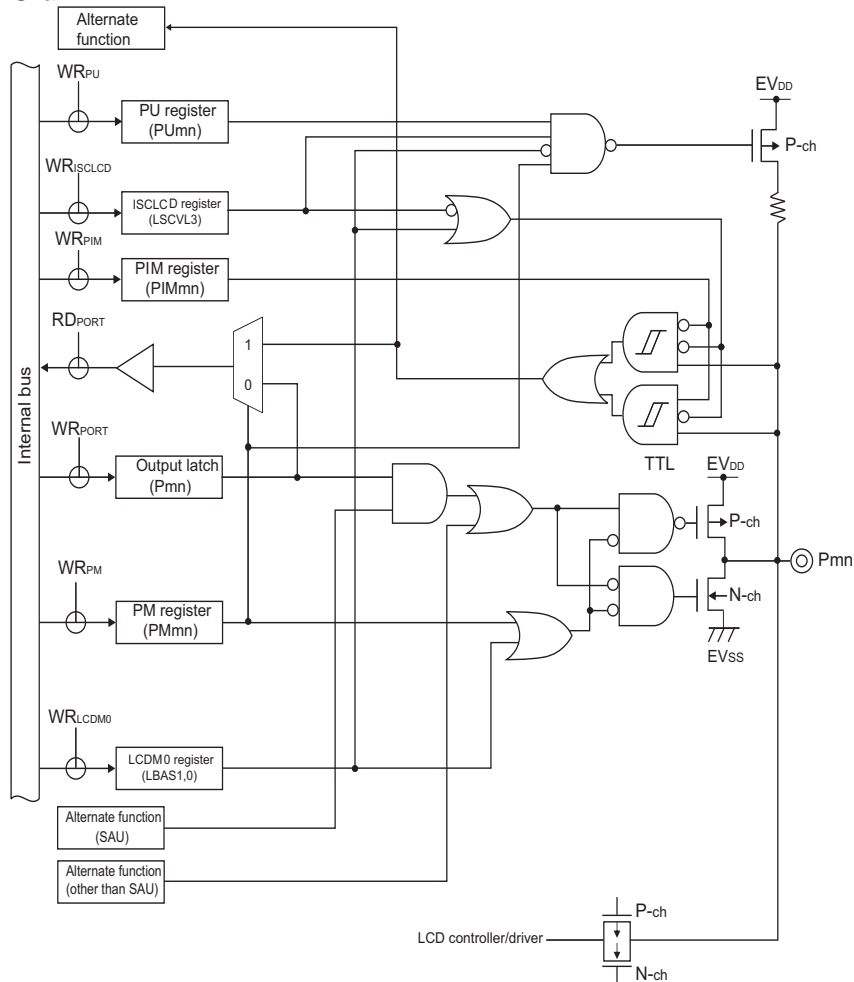 Alternate
function
WRPU
EVDD
PU register
(PUmn)
P-ch
WRISCLCD
ISCLCD register
(LSCVL3)
WRPIM
PIM register
(PIMmn)
RDPORT
1
0
Internal bus
WRPORT
TTL
EVDD
Output latch
(Pmn)
P-ch
Pmn
WRPM
N-ch
PM register
(PMmn)
EVSS
WRLCDM0
LCDM0 register
(LBAS1,0)
Alternate function
(SAU)
Alternate function
(other than SAU)
P-ch
LCD controller/driver
N-ch